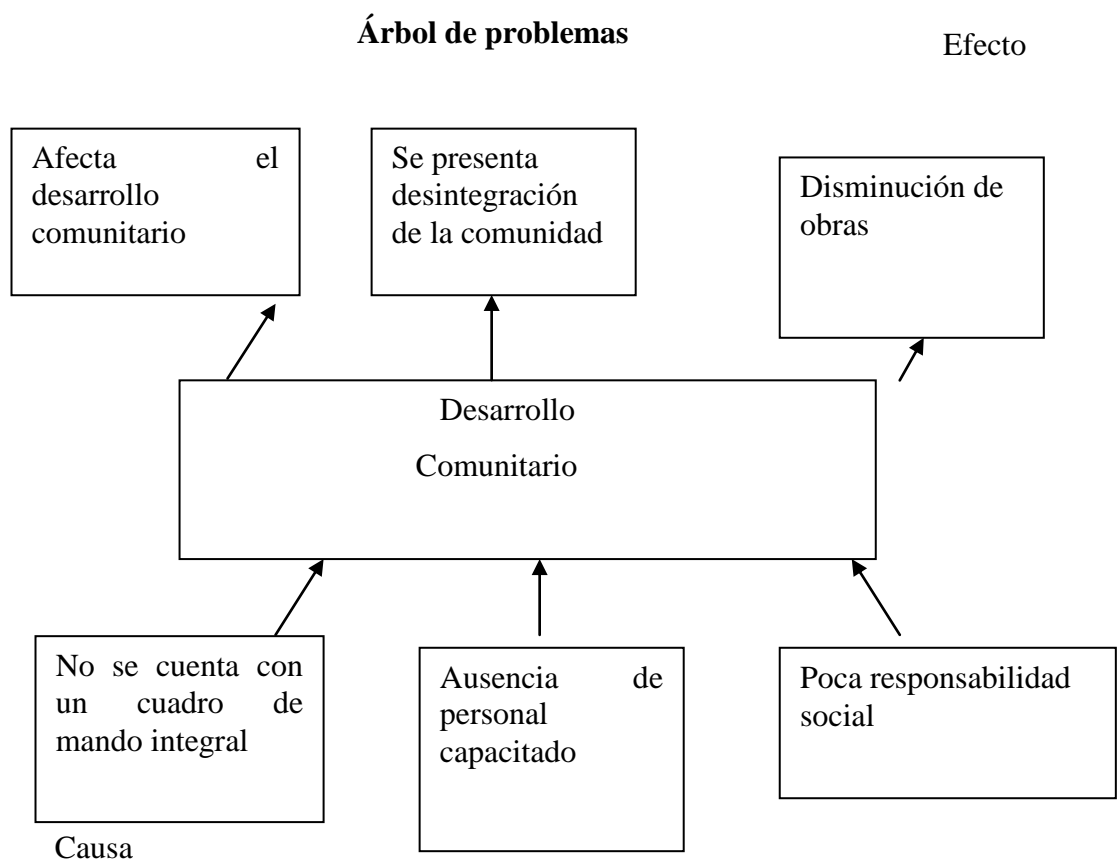 Árbol de problemas
Efecto
Afecta el
desarrollo
comunitario
Se presenta
desintegración
de la comunidad
Disminución de
obras
Desarrollo
Comunitario
No se cuenta con
un cuadro de
mando integral
Ausencia de
personal
capacitado
Poca responsabilidad
social
Causa